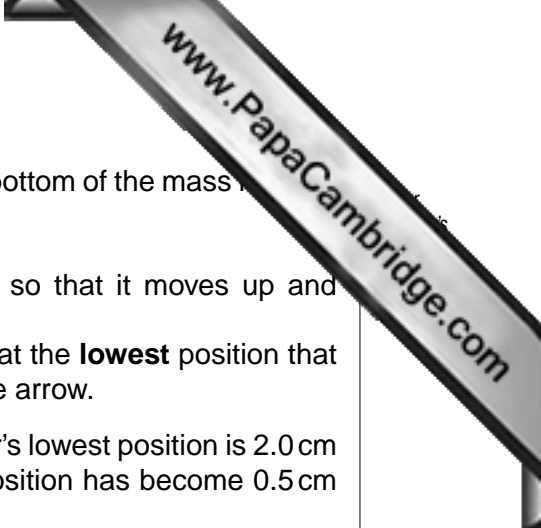 www.PapaCambridge.com
bottom of the mass
so that it moves up and
at the lowest position that
e arrow.
r's lowest position is 2.0 cm
osition has become 0.5 cm